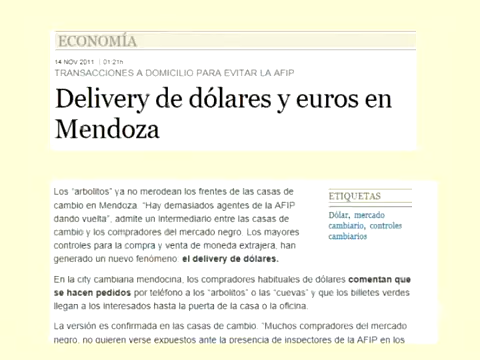 ECONOMÍA
14 NOV 2011 | 01:21h
TRANSACCIONES A DOMICILIO PARA EVITAR LA AFIP
Delivery de dólares y euros en
Mendoza
Los "arbolitos" ya no merodean los frentes de las casas de
cambio en Mendoza. "Hay demasiados agentes de la AFIP
dando vuelta", admite un intermediario entre las casas de
cambio y los compradores del mercado negro. Los mayores
controles para la compra y venta de moneda extrajera, han
generado un nuevo fenómeno: el delivery de dólares.
ETIQUETAS
Dólar, mercado
cambiario, controles
cambiarios
En la city cambiaria mendocina, los compradores habituales de dólares comentan que
se hacen pedidos por teléfono a los "arbolitos" o las "cuevas" y que los billetes verdes
llegan a los interesados hasta la puerta de la casa o la oficina.
La versión es confirmada en las casas de cambio. "Muchos compradores del mercado
negro, no quieren verse expuestos ante la presencia de inspectores de la AFIP en los